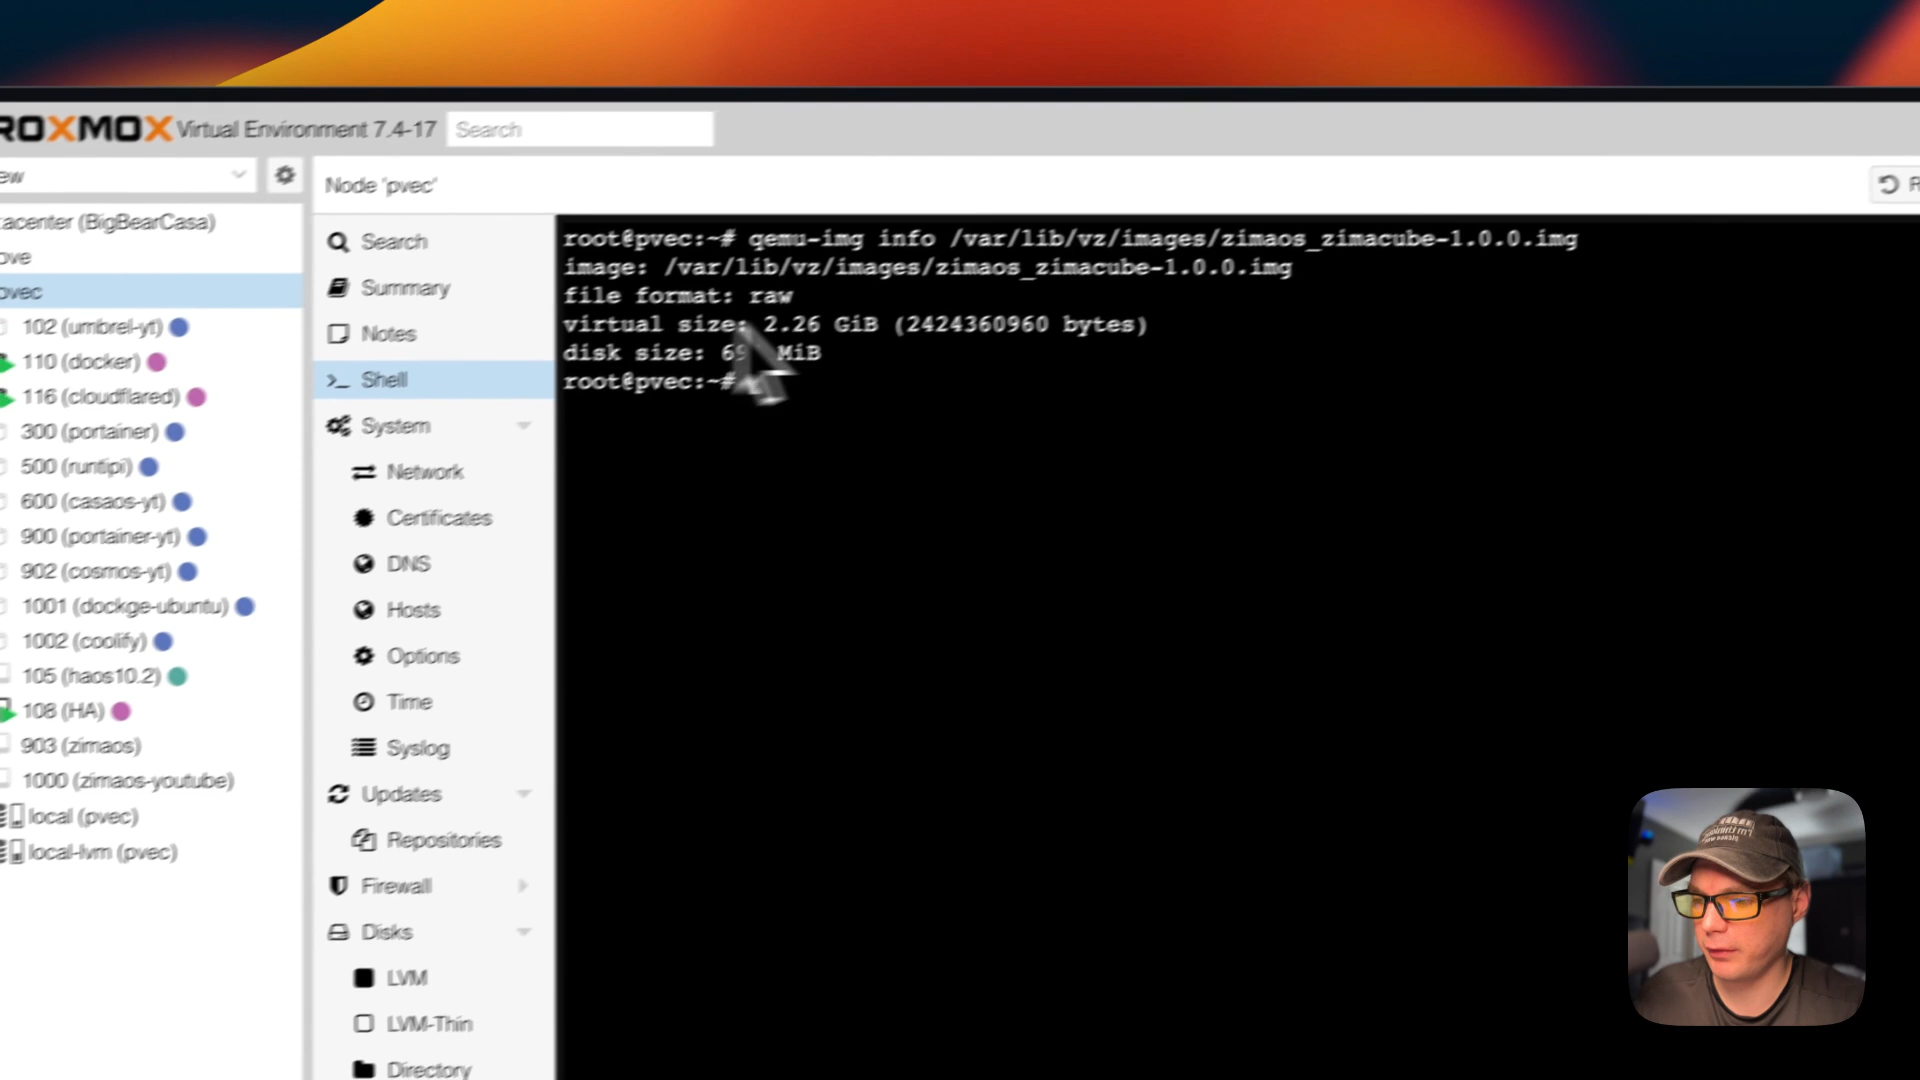 ROXMOX Virtual Environment 7.4-17 Search
Node 'pvec'
acenter (BigBearCasa)
pvec
102 (umbrel-yt)
110 (docker)
116 (cloudflared)
300 (portainer)
500 (runtipi)
600 (casaos-yt)
900 (portainer-yt)
902 (cosmos-yt)
1001 (dockge-ubuntu)
1002 (coolify)
105 (haos10.2)
108 (HA)
903 (zimaos)
1000 (zimaos-youtube)
local (pvec)
local-lvm (pvec)
Search
Summary
Notes
Shell
System
Network
Certificates
DNS
Hosts
Options
Time
Syslog
Updates
Repositories
Firewall
Disks
LVM
LVM-Thin
Directory
root@pvec:~# qemu-img info /var/lib/vz/images/zimaos_zimacube-1.0.0.img
image: /var/lib/vz/images/zimaos_zimacube-1.0.0.img
file format: raw
virtual size: 2.26 GiB (2424360960 bytes)
disk size: MiB
root@pvec:~#